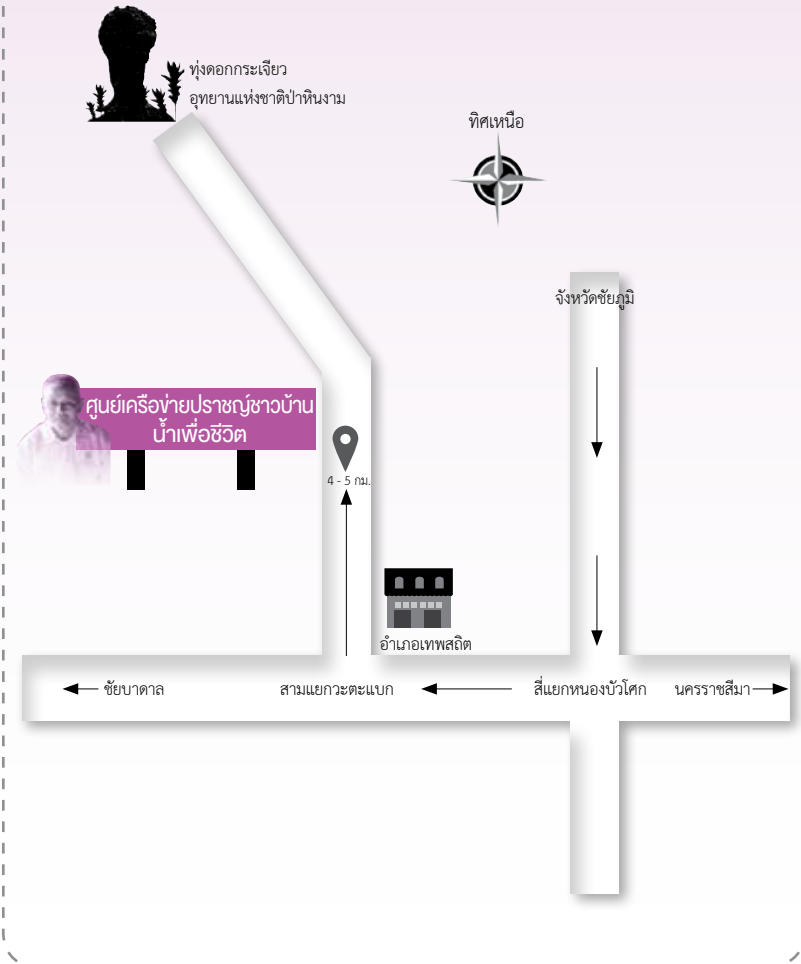 ทุ่งดอกกระเจียว
อุทยานแห่งชาติป่าหินงาม
ทิศเหนือ
จังหวัดชัยภูมิ
ศูนย์เครือข่ายปราชญ์ชาวบ้าน
น้ำเพื่อชีวิต
4 - 5 กม.
อำเภอเทพสถิต
ชัยบาดาล
สามแยกวะตะแบก
สี่แยกหนองบัวโศก
นครราชสีมา